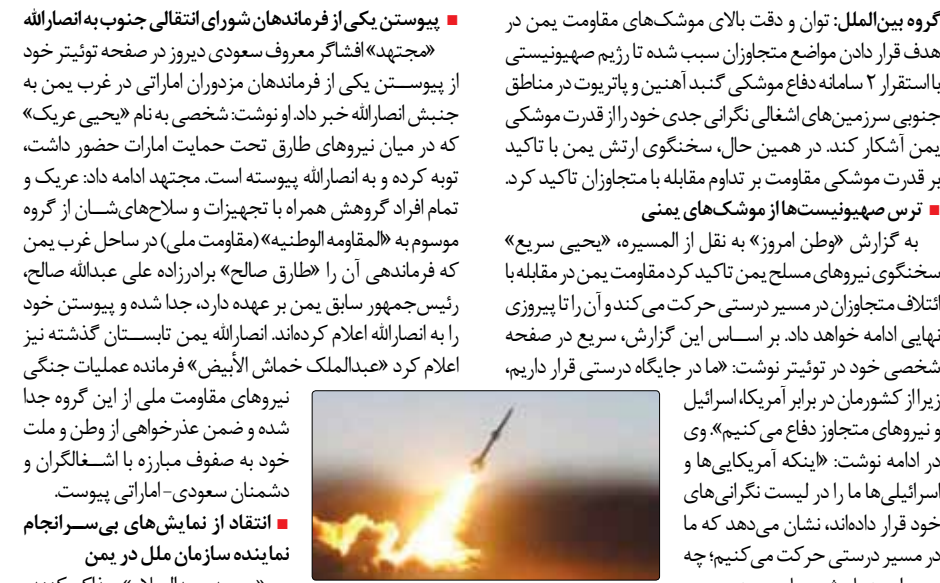 گروه بین‌الملل: توان و دقت بالای موشک‌های مقاومت یمن در
هدف قرار دادن مواضع متجاوزان سبب شده تا رژیم صهیونیستی
با استقرار ۲ سامانه دفاع موشکی گنبد آهنین و پاتریوت در مناطق
جنوبی سرزمین‌های اشغالی نگرانی جدی خود را از قدرت موشکی
یمن آشکار کند. در همین حال، سخنگوی ارتش یمن با تاکید
بر قدرت موشکی مقاومت بر تداوم مقابله با متجاوزان تاکید کرد.
■ ترس صهیونیست‌ها از موشک‌های یمنی
به گزارش «وطن امروز» به نقل از المسیره، «یحیی سریع»
سخنگوی نیروهای مسلح یمن تاکید کرد مقاومت یمن در مقابله با
ائتلاف متجاوزان در مسیر درستی حرکت می‌کند و آن را تا پیروزی
نهایی ادامه خواهد داد. بر اساس این گزارش، سریع در صفحه
شخصی خود در توئیتر نوشت: «ما در جایگاه درستی قرار داریم،
زیرا از کشورمان در برابر آمریکا، اسرائیل
و نیروهای متجاوز دفاع می‌کنیم». وی
در ادامه نوشت: «اینکه آمریکایی‌ها و
اسرائیلی‌ها ما را در لیست نگرانی‌های
خود قرار داده‌اند، نشان می‌دهد که ما
در مسیر درستی حرکت می‌کنیم؛ چه
■ پیوستن یکی از فرماندهان شورای انتقالی جنوب به انصارالله
«مجتهد» افشاگر معروف سعودی دیروز در صفحه توئیتر خود
از پیوستن یکی از فرماندهان مزدوران اماراتی در غرب یمن به
جنبش انصارالله خبر داد. او نوشت: شخصی به نام «یحیی عریک»
که در میان نیروهای طارق تحت حمایت امارات حضور داشت،
توبه کرده و به انصارالله پیوسته است. مجتهد ادامه داد: عریک و
تمام افراد گروهش همراه با تجهیزات و سلاح‌های‌شان از گروه
موسوم به «المقاومه الوطنیه» (مقاومت ملی) در ساحل غرب یمن
که فرماندهی آن را «طارق صالح» برادرزاده علی عبدالله صالح،
رئیس‌جمهور سابق یمن بر عهده دارد، جدا شده و پیوستن خود
را به انصارالله اعلام کرده‌اند. انصارالله یمن تابستان گذشته نیز
اعلام کرد «عبدالملک خماش الأبیض» فرمانده عملیات جنگی
نیروهای مقاومت ملی از این گروه جدا
شده و ضمن عذرخواهی از وطن و ملت
خود به صفوف مبارزه با اشغالگران و
دشمنان سعودی- اماراتی پیوست.
■ انتقاد از نمایش‌های بی‌سرانجام
نماینده سازمان ملل در یمن